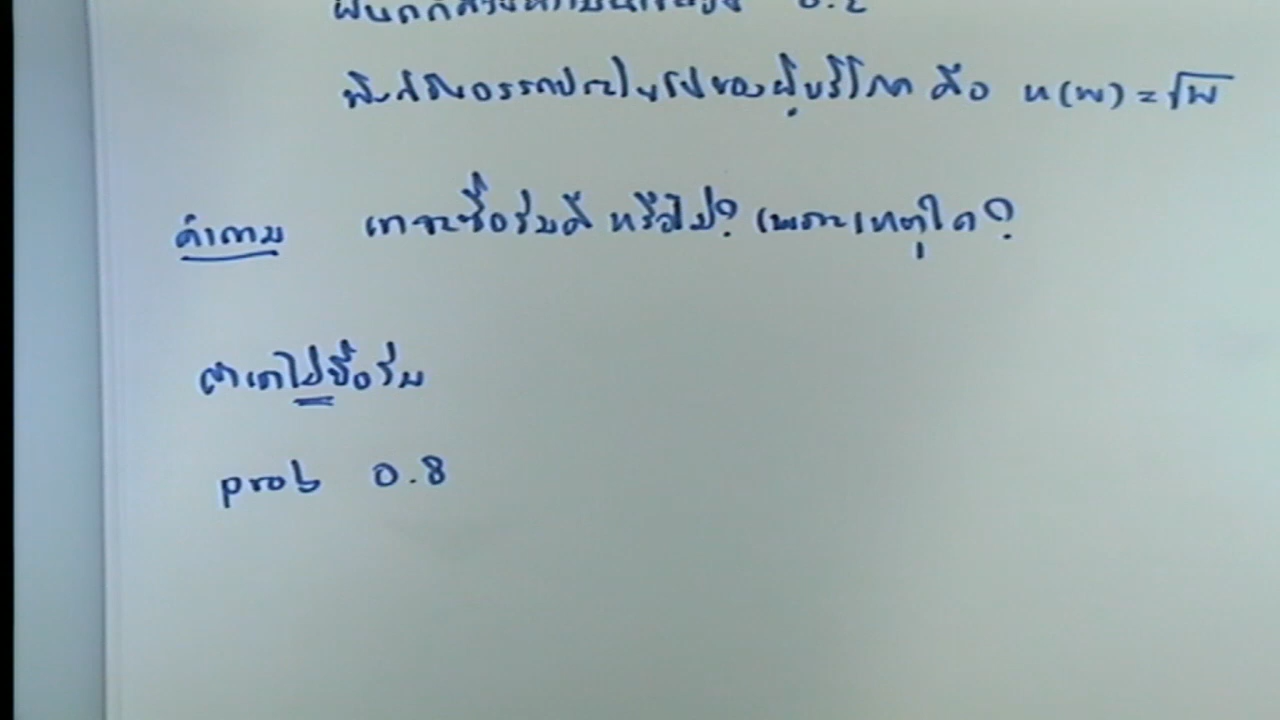 0.2
ฟังก์ชันอรรถประโยชน์ของผู้บริโภค คือ u(w) = √w
คำถาม เขาจะซื้อร่มดี หรือไม่? เพราะเหตุใด?
ถ้าเขาไม่ซื้อร่ม
prob 0.8